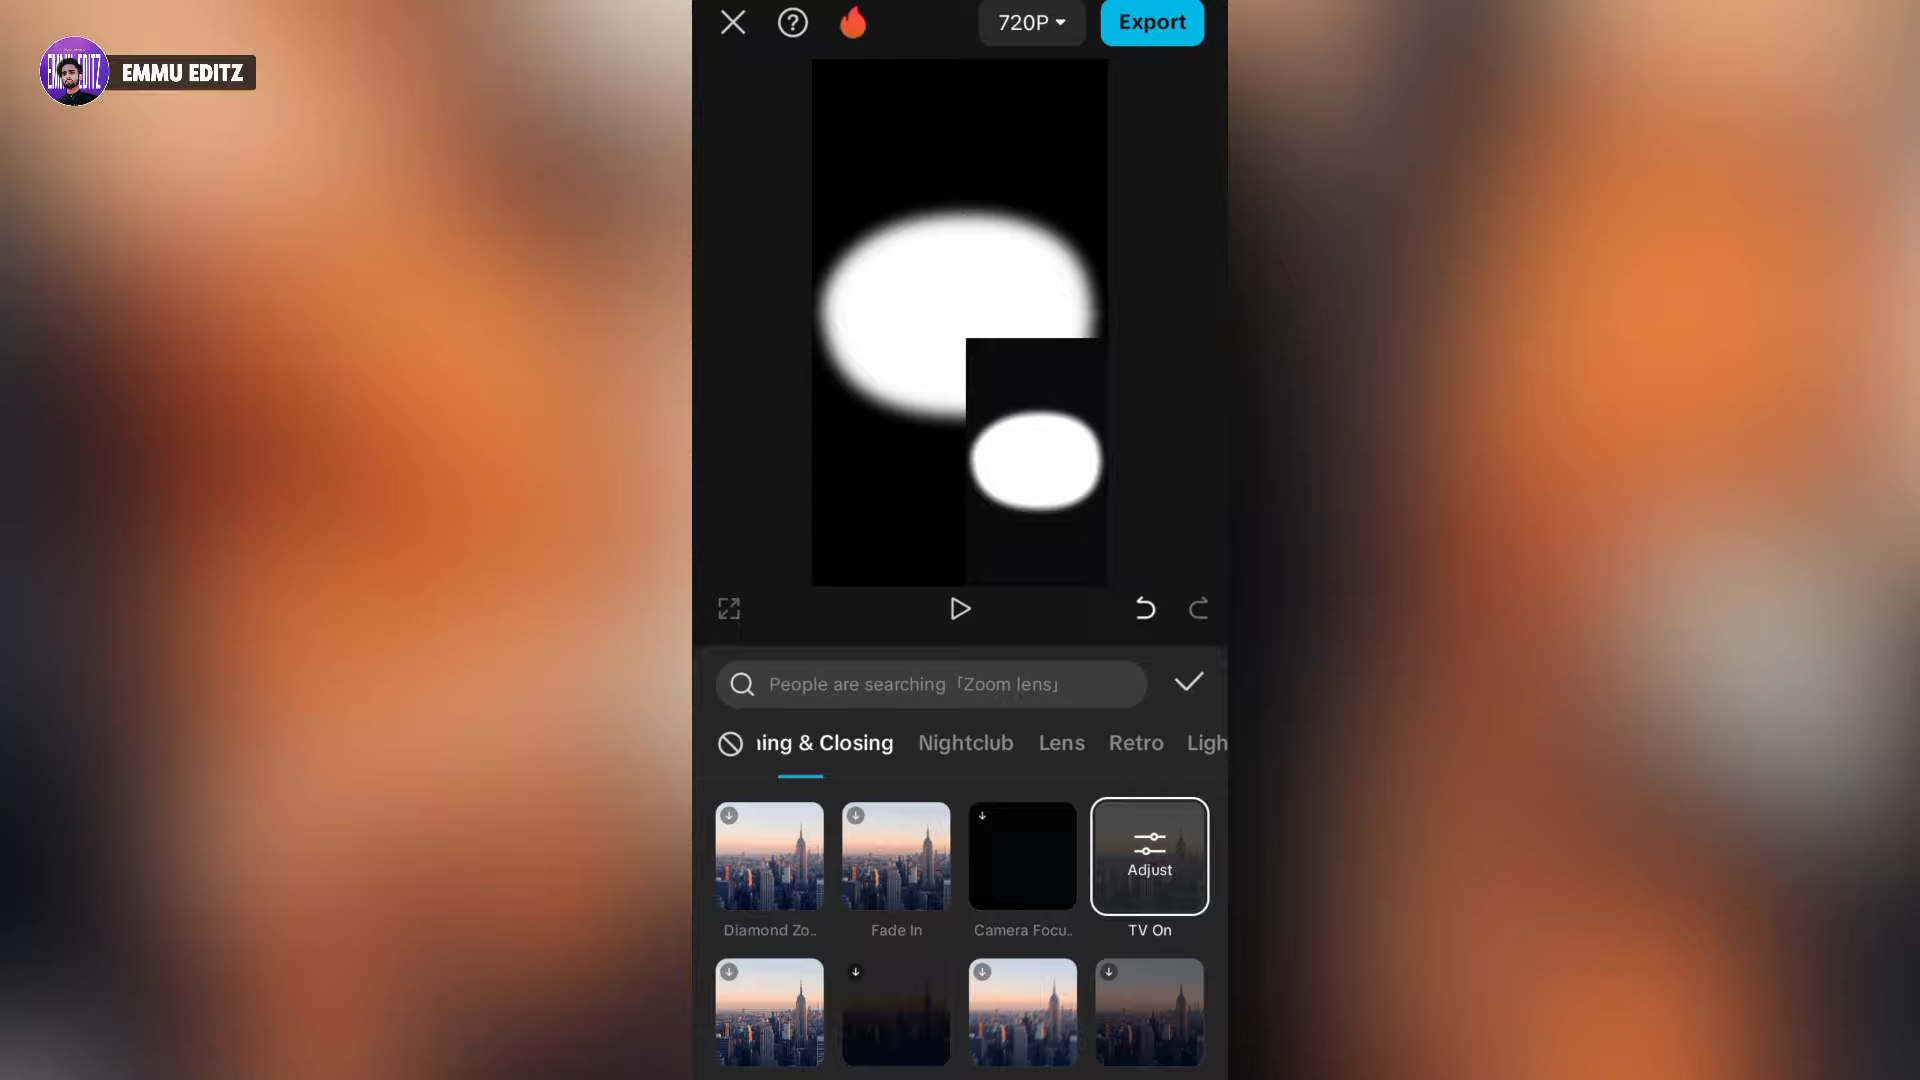 EMMU EDITZ
720P
Export
People are searching「Zoom lens」
ning & Closing
Nightclub
Lens
Retro
Ligh
Adjust
Diamond Zo..
Fade In
Camera Focu..
TV On